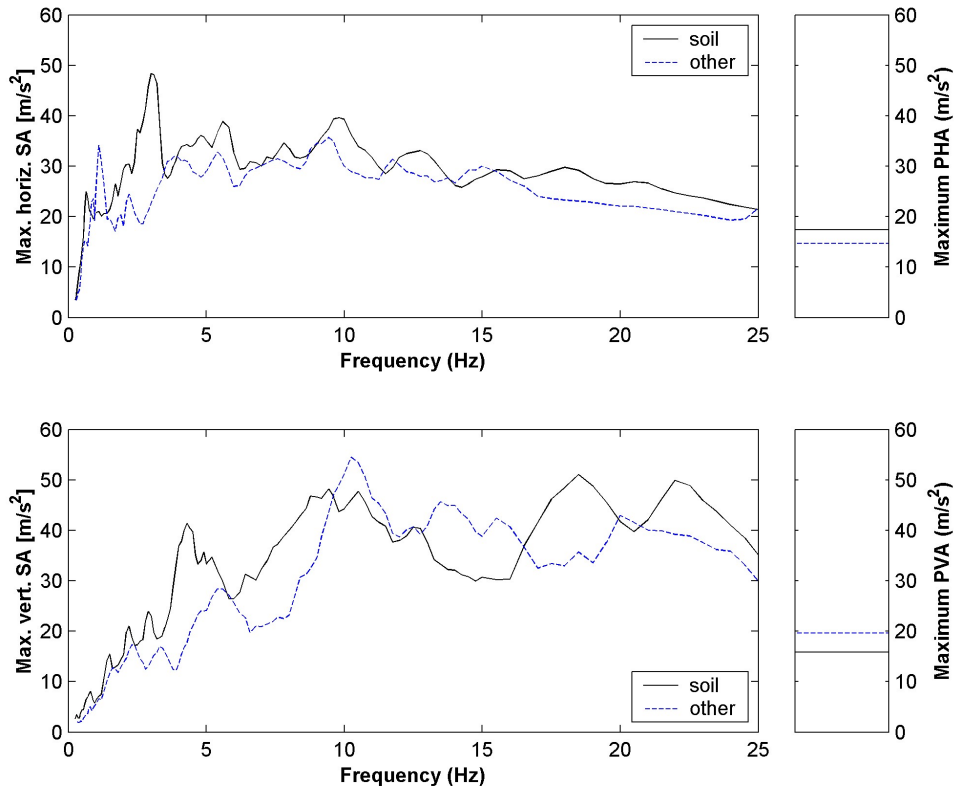 60
50
40
30
20
10
0
Max. horiz. SA [m/s²]
soil
other
0 5 10 15 20 25
Frequency (Hz)
60
50
40
30
20
10
0
Maximum PHA (m/s²)
60
50
40
30
20
10
0
Max. vert. SA [m/s²]
soil
other
0 5 10 15 20 25
Frequency (Hz)
60
50
40
30
20
10
0
Maximum PVA (m/s²)